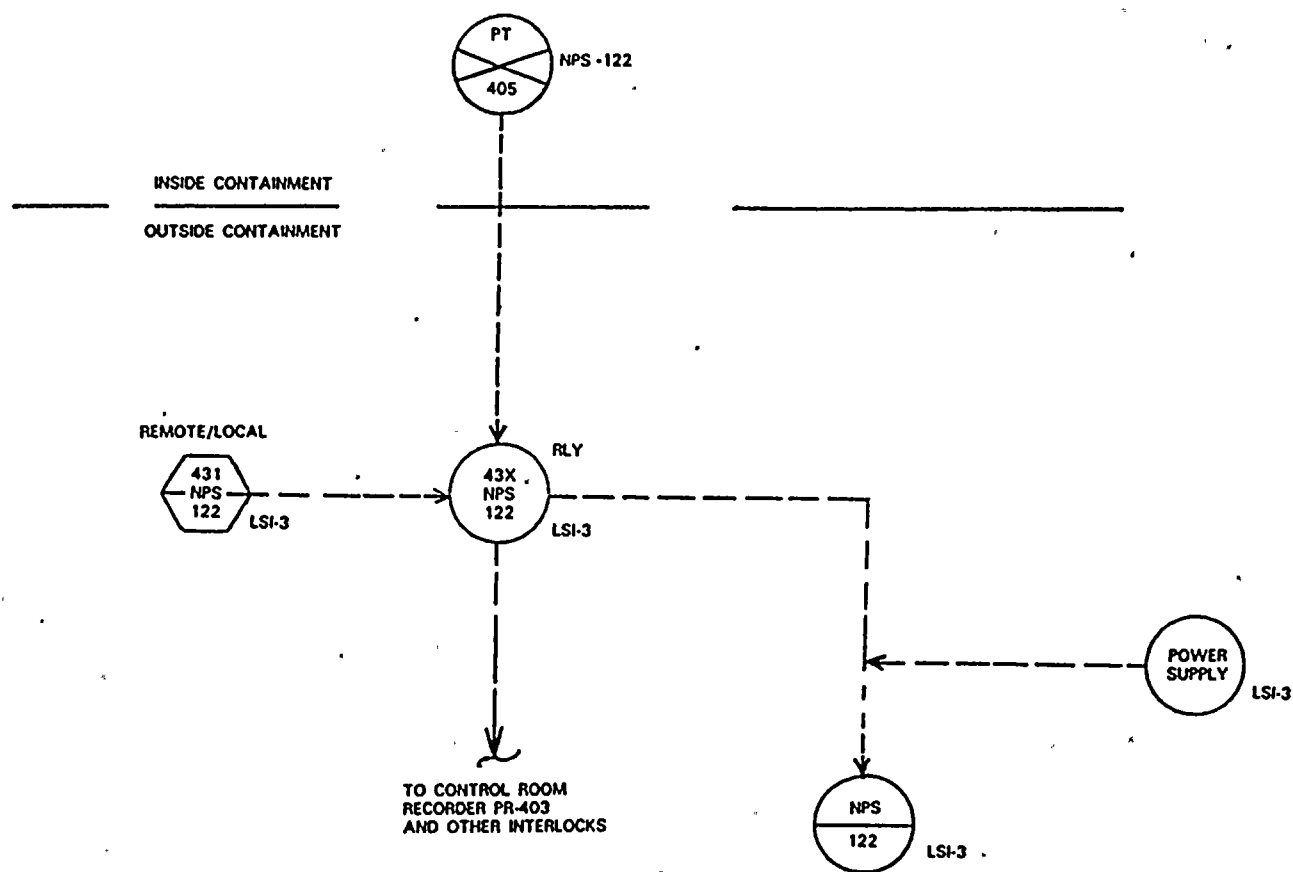 PT
405
NPS -122
INSIDE CONTAINMENT
OUTSIDE CONTAINMENT
REMOTE/LOCAL
431
NPS
122
LSI-3
RLY
43X
NPS
122
LSI-3
POWER
SUPPLY
LSI-3
TO CONTROL ROOM
RECORDER PR-403
AND OTHER INTERLOCKS
NPS
122
LSI-3